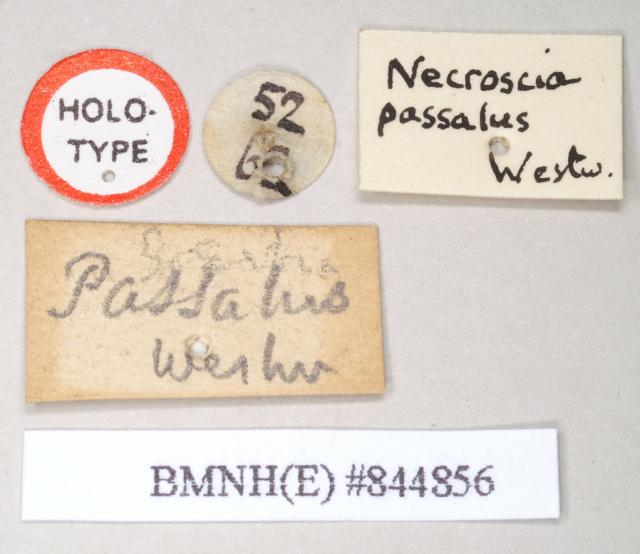 HOLO-
TYPE
52
Necroscia
passalus
Westw.
Passalus
Westw
BMNH(E) #844856